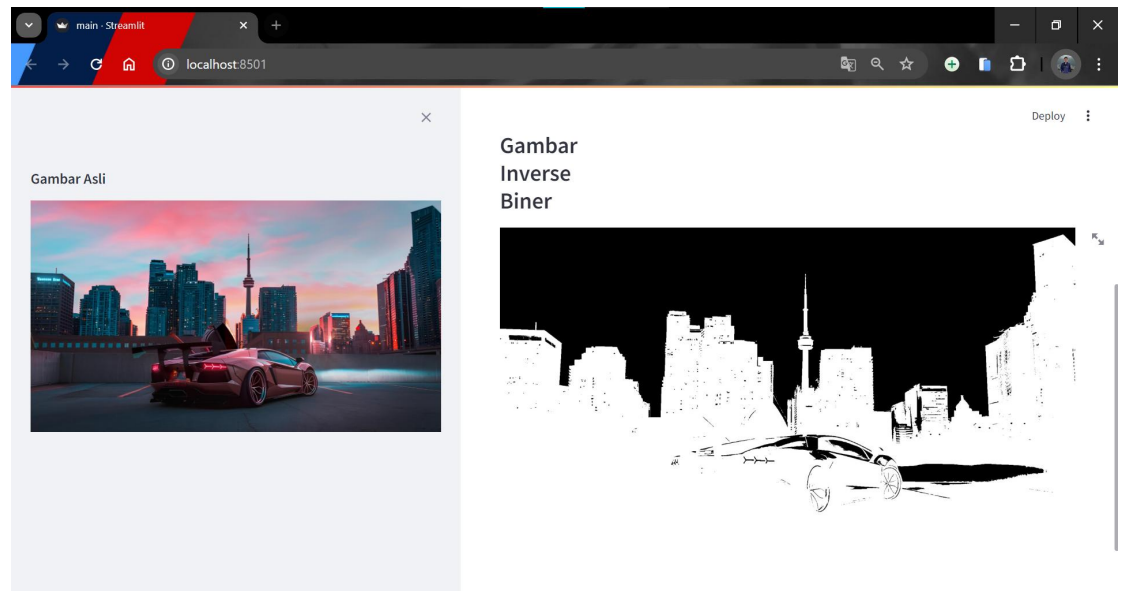 main · Streamlit
localhost:8501
Deploy
Gambar Asli
Gambar
Inverse
Biner